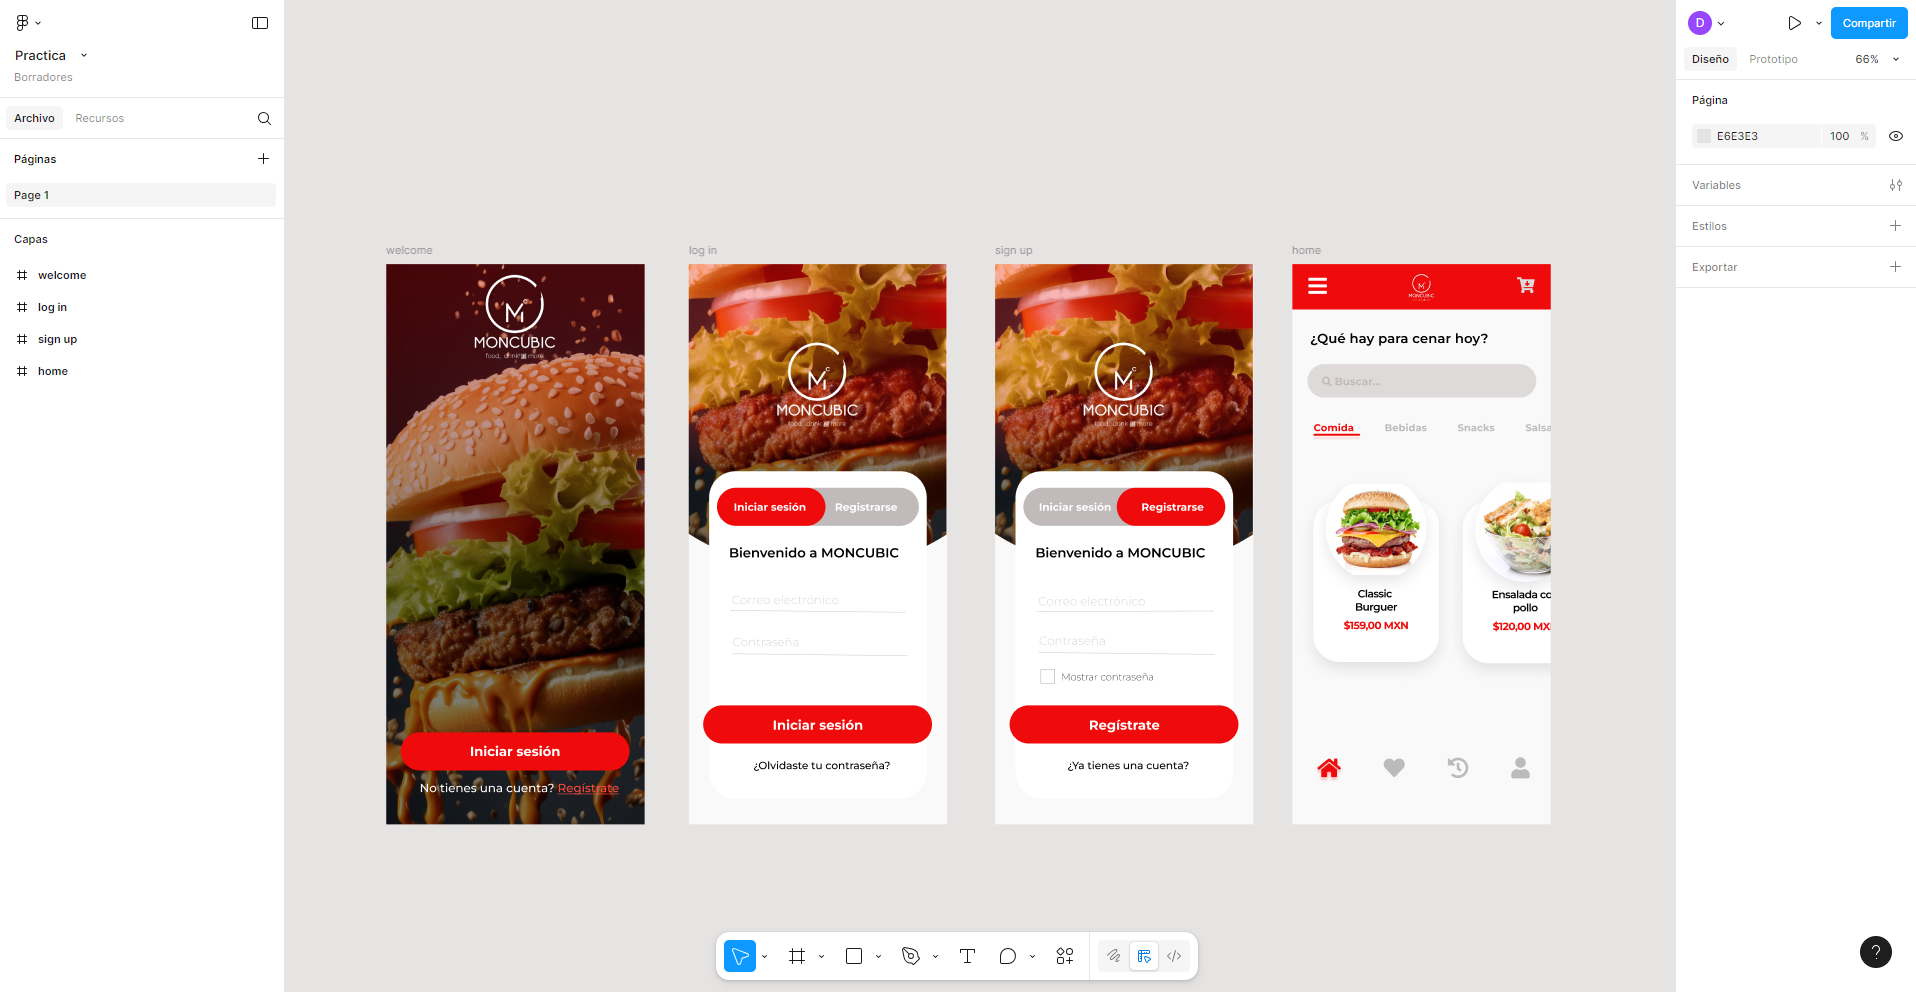 Practica
Borradores
Archivo
Recursos
Páginas
Page 1
Capas
welcome
log in
sign up
home
welcome
MONCUBIC
food, drink & more
Iniciar sesión
No tienes una cuenta? Regístrate
log in
MONCUBIC
food, drink & more
Iniciar sesión
Registrarse
Bienvenido a MONCUBIC
Correo electrónico
Contraseña
Iniciar sesión
¿Olvidaste tu contraseña?
sign up
MONCUBIC
food, drink & more
Iniciar sesión
Registrarse
Bienvenido a MONCUBIC
Correo electrónico
Contraseña
Mostrar contraseña
Regístrate
¿Ya tienes una cuenta?
home
MONCUBIC
¿Qué hay para cenar hoy?
Buscar...
Comida
Bebidas
Snacks
Salsa
Classic
Burguer
$159,00 MXN
Ensalada co
pollo
$120,00 MX
D
Compartir
Diseño
Prototipo
66%
Página
E6E3E3
100 %
Variables
Estilos
Exportar
?